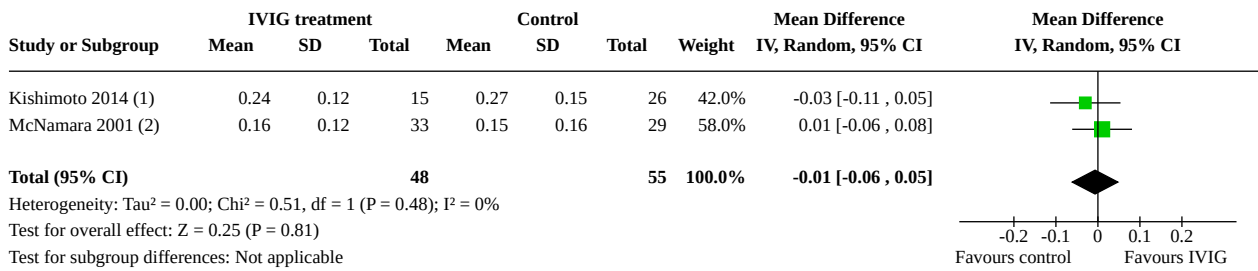 IVIG treatment Control Mean Difference Mean Difference
Study or Subgroup Mean SD Total Mean SD Total Weight IV, Random, 95% CI IV, Random, 95% CI
Kishimoto 2014 (1) 0.24 0.12 15 0.27 0.15 26 42.0% -0.03 [-0.11 , 0.05]
McNamara 2001 (2) 0.16 0.12 33 0.15 0.16 29 58.0% 0.01 [-0.06 , 0.08]
Total (95% CI) 48 55 100.0% -0.01 [-0.06 , 0.05]
Heterogeneity: Tau² = 0.00; Chi² = 0.51, df = 1 (P = 0.48); I² = 0%
Test for overall effect: Z = 0.25 (P = 0.81)
Test for subgroup differences: Not applicable
-0.2 -0.1 0 0.1 0.2
Favours control Favours IVIG